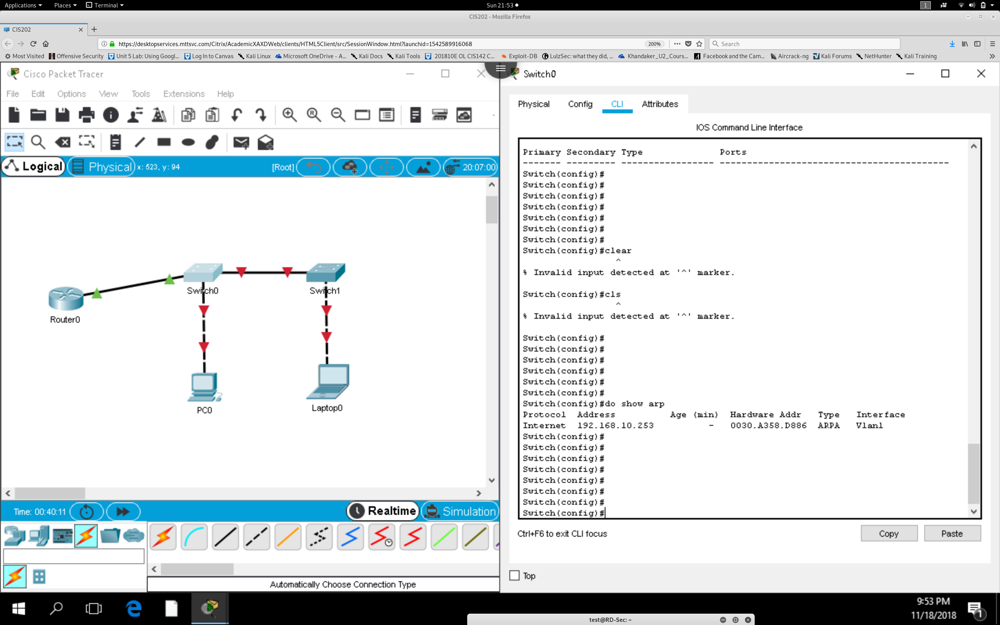 Applications Places Terminal Sun 21:53 1
CIS202 - Mozilla Firefox
CIS202
https://desktopservices.mttsvc.com/Citrix/AcademicXAXDWeb/clients/HTML5Client/src/SessionWindow.html?launchid=1542589916068 200% Search
Most Visited Offensive Security Unit 5 Lab: Using Googl... Log In to Canvas Kali Linux Microsoft OneDrive - A... Kali Docs Kali Tools 201810E OL CIS142 C... Exploit-DB LulzSec: what they did, ... Khandaker_U2_Cours... Facebook and the Cam... Aircrack-ng Kali Forums NetHunter Kali Training
Cisco Packet Tracer
File Edit Options View Tools Extensions Help
Logical Physical x: 523, y: 94 [Root] 20:07:00
Switch0
Switch1
Router0
PC0
Laptop0
Time: 00:40:11 Realtime Simulation
Automatically Choose Connection Type
Switch0
Physical Config CLI Attributes
IOS Command Line Interface
Primary Secondary Type Ports
------- --------- ----------------- ------------------------------------------
Switch(config)#
Switch(config)#
Switch(config)#
Switch(config)#
Switch(config)#
Switch(config)#
Switch(config)#
Switch(config)#clear
^
% Invalid input detected at '^' marker.
Switch(config)#cls
^
% Invalid input detected at '^' marker.
Switch(config)#
Switch(config)#
Switch(config)#
Switch(config)#
Switch(config)#
Switch(config)#
Switch(config)#do show arp
Protocol Address Age (min) Hardware Addr Type Interface
Internet 192.168.10.253 - 0030.A358.D886 ARPA Vlan1
Switch(config)#
Switch(config)#
Switch(config)#
Switch(config)#
Switch(config)#
Switch(config)#
Switch(config)#
Switch(config)#
Ctrl+F6 to exit CLI focus Copy Paste
Top
9:53 PM
11/18/2018 1
test@RD-Sec: ~